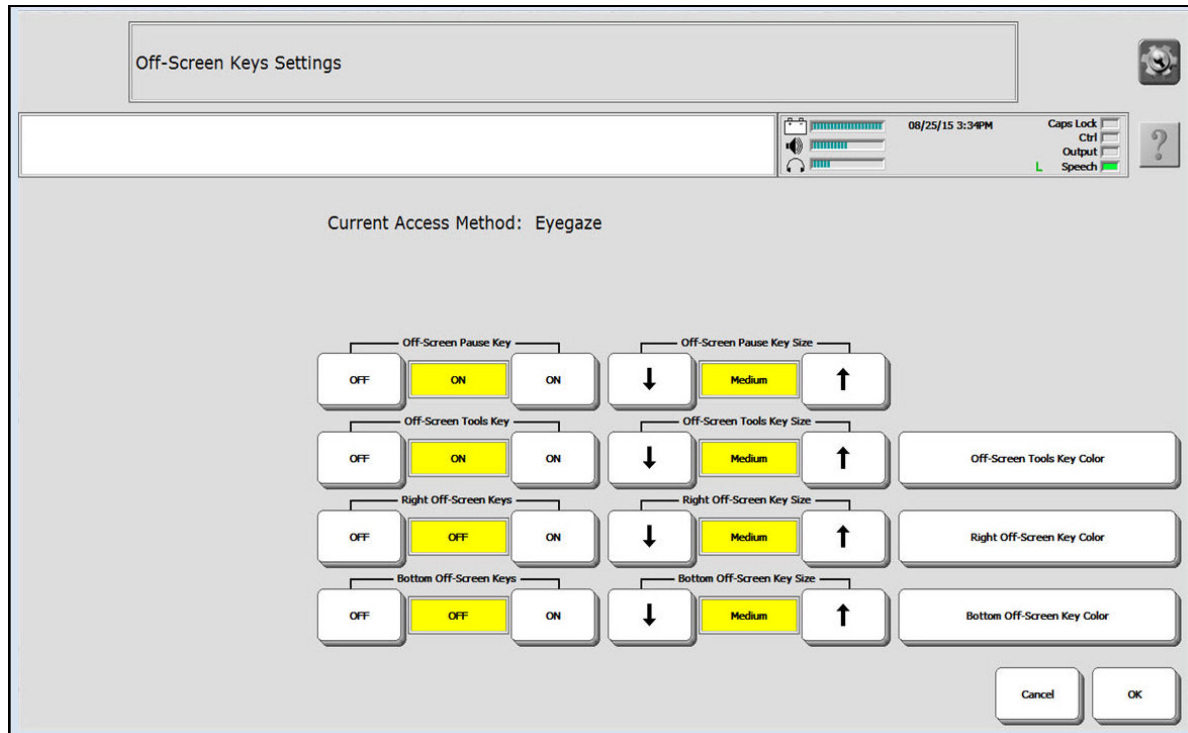 Off-Screen Keys Settings
08/25/15 3:34PM
Caps Lock
Ctrl
Output
L Speech
?
Current Access Method: Eyegaze
Off-Screen Pause Key Off-Screen Pause Key Size
OFF ON ON ↓ Medium ↑
Off-Screen Tools Key Off-Screen Tools Key Size
OFF ON ON ↓ Medium ↑ Off-Screen Tools Key Color
Right Off-Screen Keys Right Off-Screen Key Size
OFF OFF ON ↓ Medium ↑ Right Off-Screen Key Color
Bottom Off-Screen Keys Bottom Off-Screen Key Size
OFF OFF ON ↓ Medium ↑ Bottom Off-Screen Key Color
Cancel OK